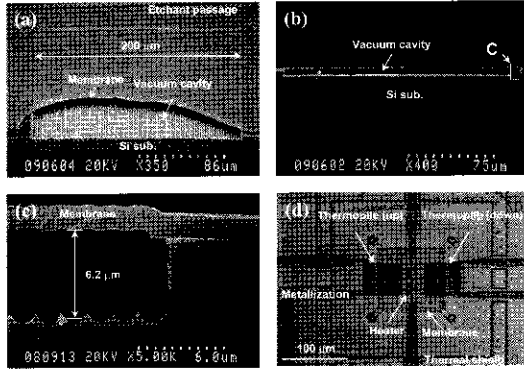 (a)
Etchant passage
200 μm
Membrane
Vacuum cavity
Si sub.
090604 20KV X350 86um
(b)
Vacuum cavity
C
Si sub.
090602 20KV X400 75um
(c)
Membrane
6.2 μm
080913 20KV X5.00K 6.0um
(d)
Thermopile (up)
Thermopile (down)
Metallization
Heater
Membrane
100 μm
Thermal shield